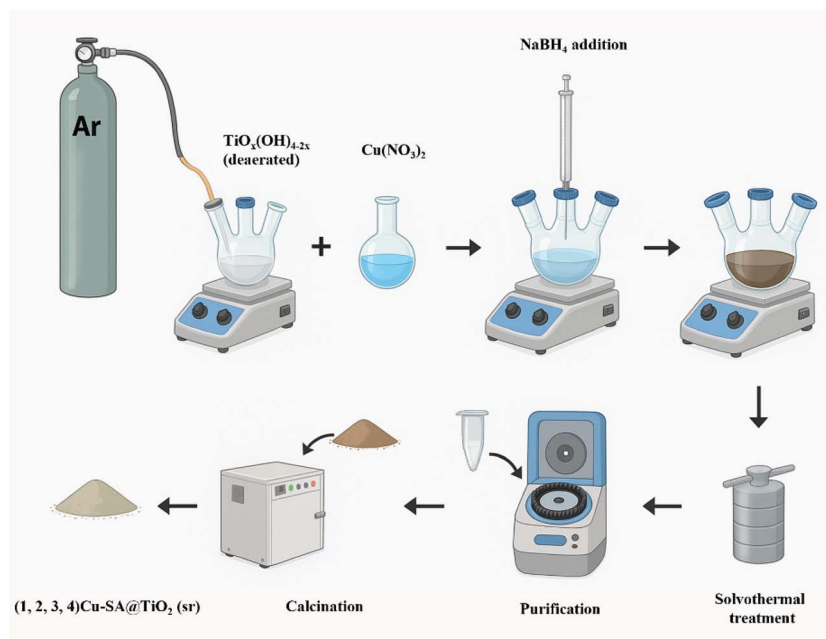 NaBH₄ addition
Ar
TiOₓ(OH)₄₋₂ₓ
(deaerated)
Cu(NO₃)₂
(1, 2, 3, 4)Cu-SA@TiO₂ (sr)
Calcination
Purification
Solvothermal
treatment